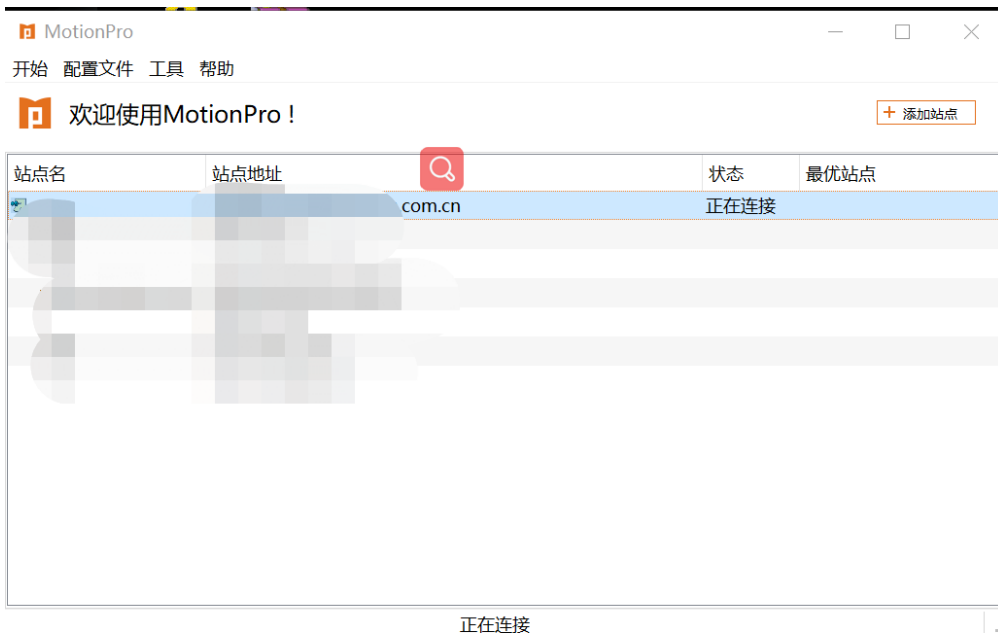 MotionPro
开始 配置文件 工具 帮助
欢迎使用MotionPro !
添加站点
站点名 站点地址 状态 最优站点
com.cn 正在连接
正在连接